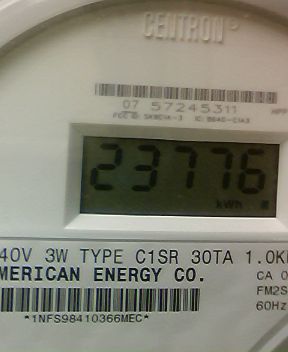 CENTRON®
07 57245311
23776
kWh
40V 3W TYPE C1SR 30TA 1.0K
MERICAN ENERGY CO.
CA 0
FM2S
60Hz
*1NFS98410366MEC*